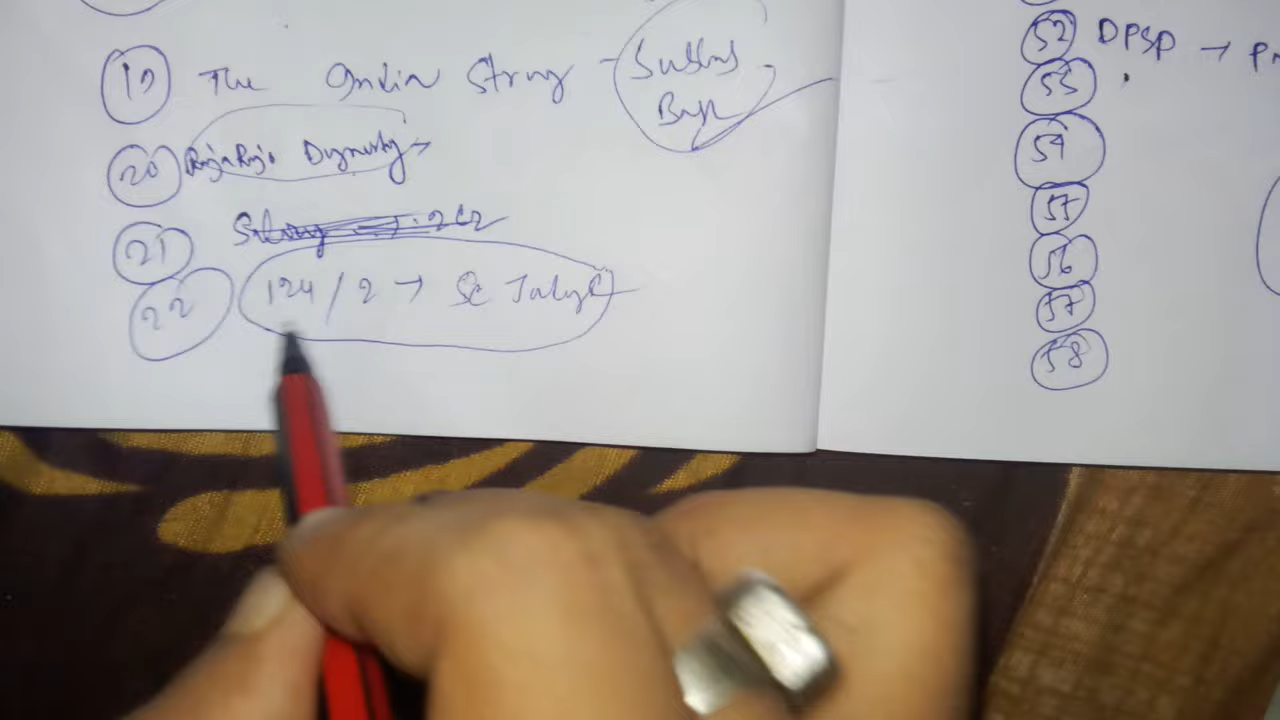 19 The Indian Strug - Subhas
Bose
20 RajaRaja Dynasty →
21
22 124/2 → SC Judge
52 DPSP →
53
54
57
56
57
58